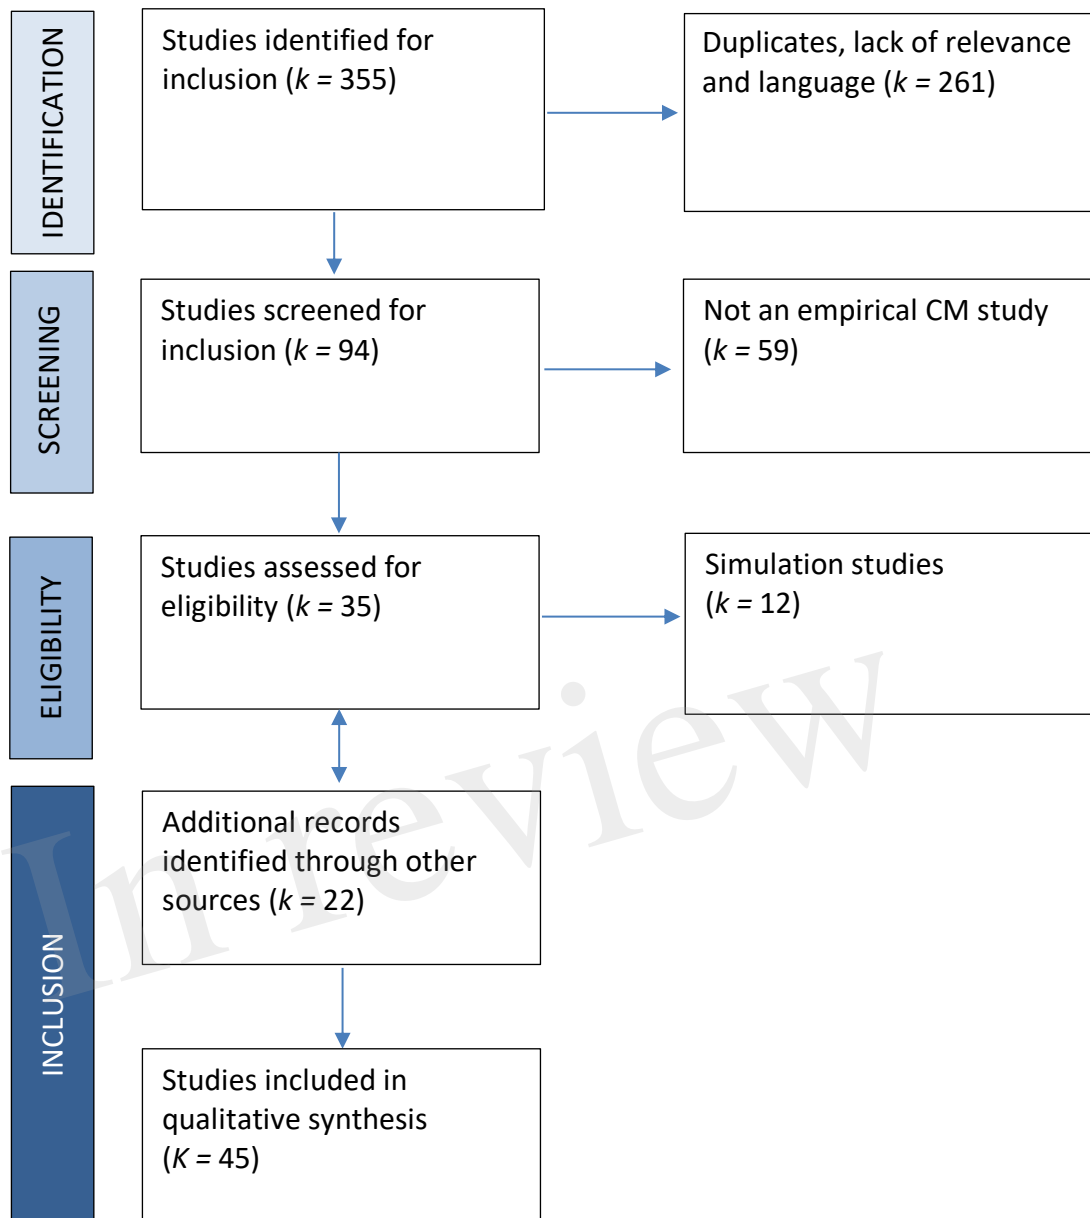 IDENTIFICATION
Studies identified for
inclusion (k = 355)
Duplicates, lack of relevance
and language (k = 261)
SCREENING
Studies screened for
inclusion (k = 94)
Not an empirical CM study
(k = 59)
ELIGIBILITY
Studies assessed for
eligibility (k = 35)
Simulation studies
(k = 12)
INCLUSION
Additional records
identified through other
sources (k = 22)
Studies included in
qualitative synthesis
(K = 45)
In review